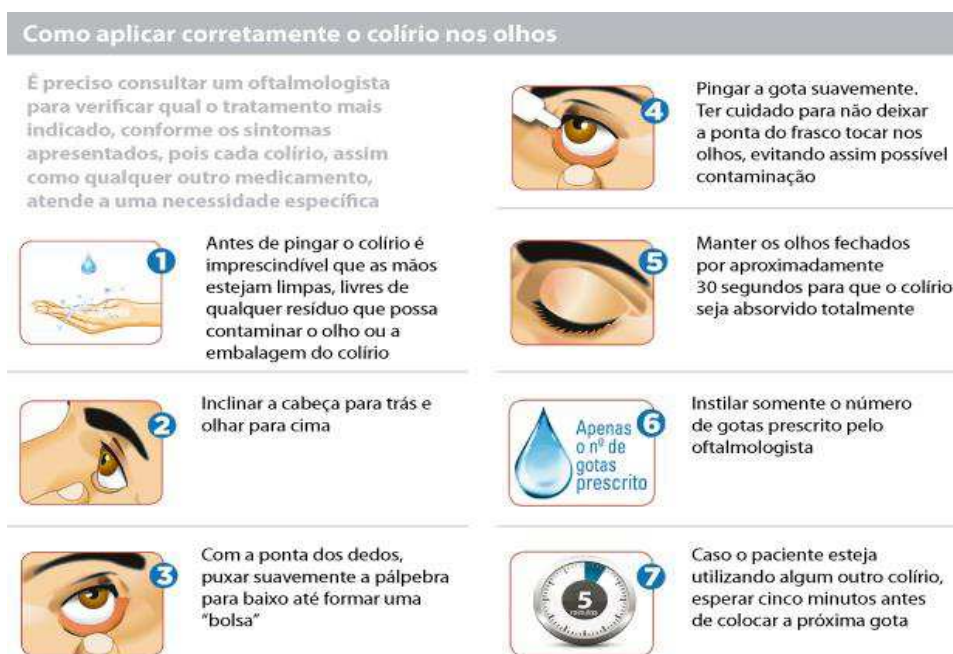 Como aplicar corretamente o colírio nos olhos
É preciso consultar um oftalmologista
para verificar qual o tratamento mais
indicado, conforme os sintomas
apresentados, pois cada colírio, assim
como qualquer outro medicamento,
atende a uma necessidade específica
1
Antes de pingar o colírio é
imprescindível que as mãos
estejam limpas, livres de
qualquer resíduo que possa
contaminar o olho ou a
embalagem do colírio
2
Inclinar a cabeça para trás e
olhar para cima
3
Com a ponta dos dedos,
puxar suavemente a pálpebra
para baixo até formar uma
"bolsa"
4
Pingar a gota suavemente.
Ter cuidado para não deixar
a ponta do frasco tocar nos
olhos, evitando assim possível
contaminação
5
Manter os olhos fechados
por aproximadamente
30 segundos para que o colírio
seja absorvido totalmente
6
Apenas
o nº de
gotas
prescrito
Instilar somente o número
de gotas prescrito pelo
oftalmologista
7
5
minutos
Caso o paciente esteja
utilizando algum outro colírio,
esperar cinco minutos antes
de colocar a próxima gota